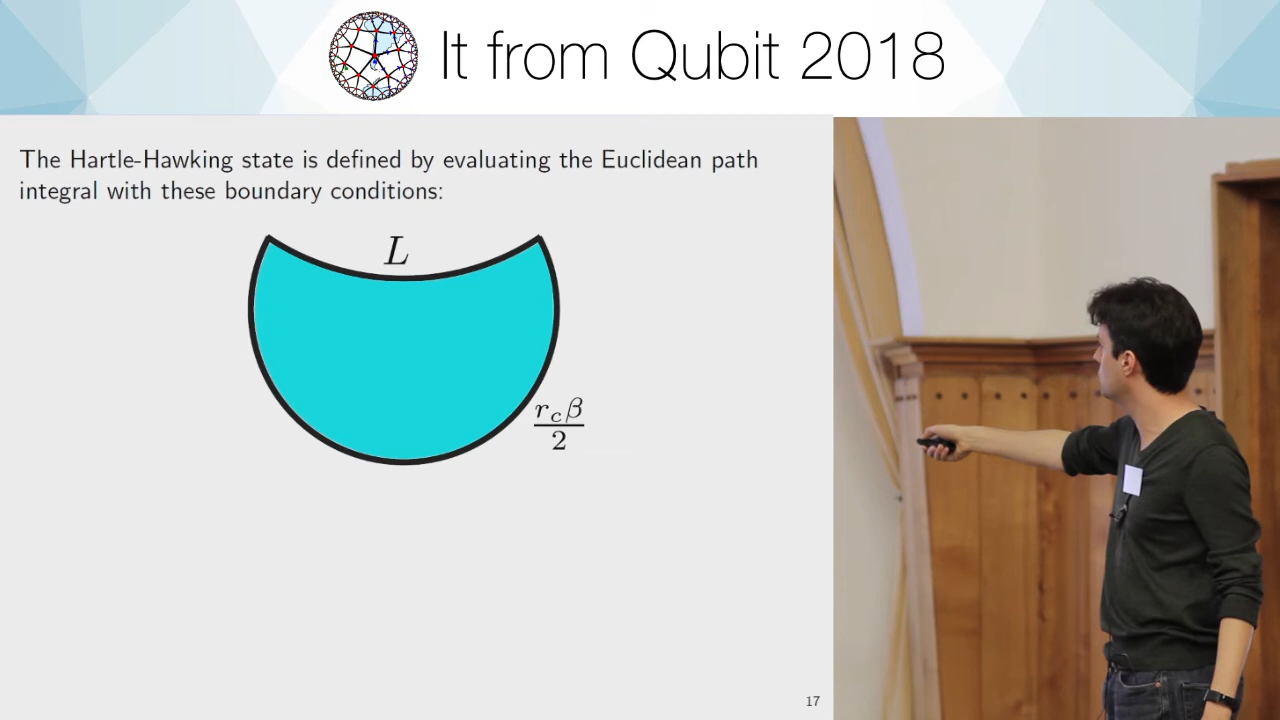 It from Qubit 2018
The Hartle-Hawking state is defined by evaluating the Euclidean path
integral with these boundary conditions:
L
r_cβ
2
17